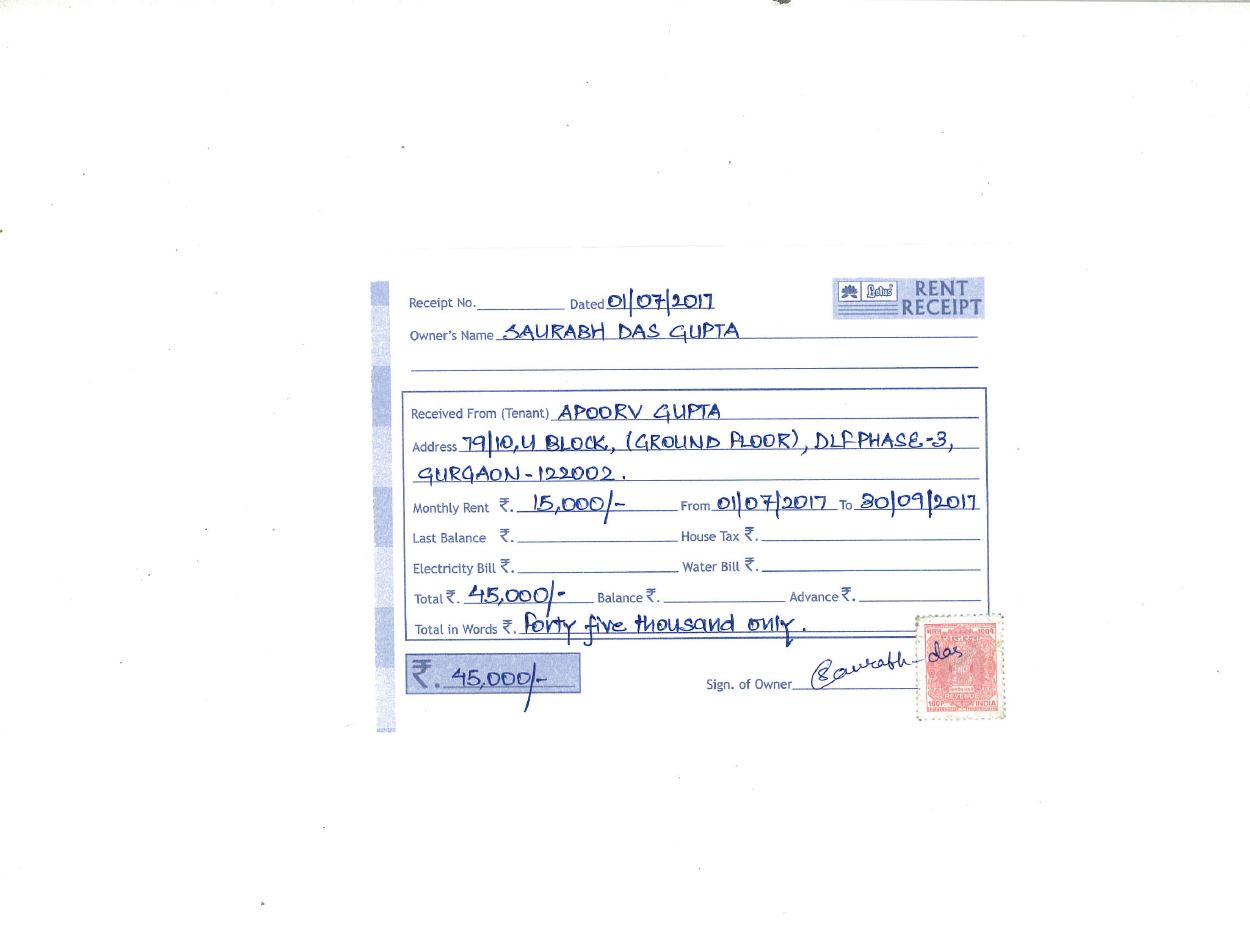 Receipt No. Dated 01/07/2017
Lotus RENT RECEIPT
Owner's Name SAURABH DAS GUPTA
Received From (Tenant) APOORV GUPTA
Address 79/10, U BLOCK, (GROUND FLOOR), DLF PHASE-3,
GURGAON-122002.
Monthly Rent ₹. 15,000/- From 01/07/2017 To 30/09/2017
Last Balance ₹. House Tax ₹.
Electricity Bill ₹. Water Bill ₹.
Total ₹. 45,000/- Balance ₹. Advance ₹.
Total in Words ₹. Forty five thousand only.
₹. 45,000/-
Sign. of Owner Saurabh das
भारत
REVENUE
100P INDIA